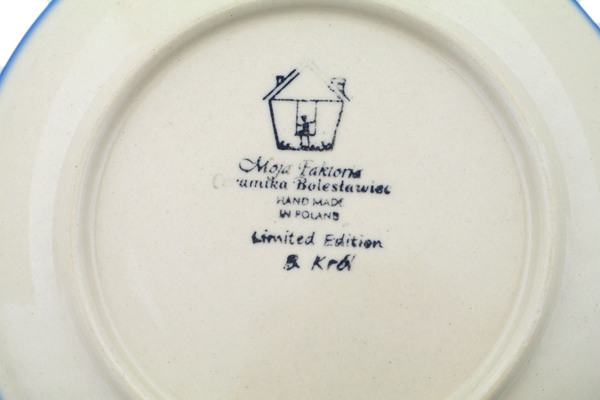 Moja Faktoria
Ceramika Bolesławiec
HAND MADE
IN POLAND
Limited Edition
B Król